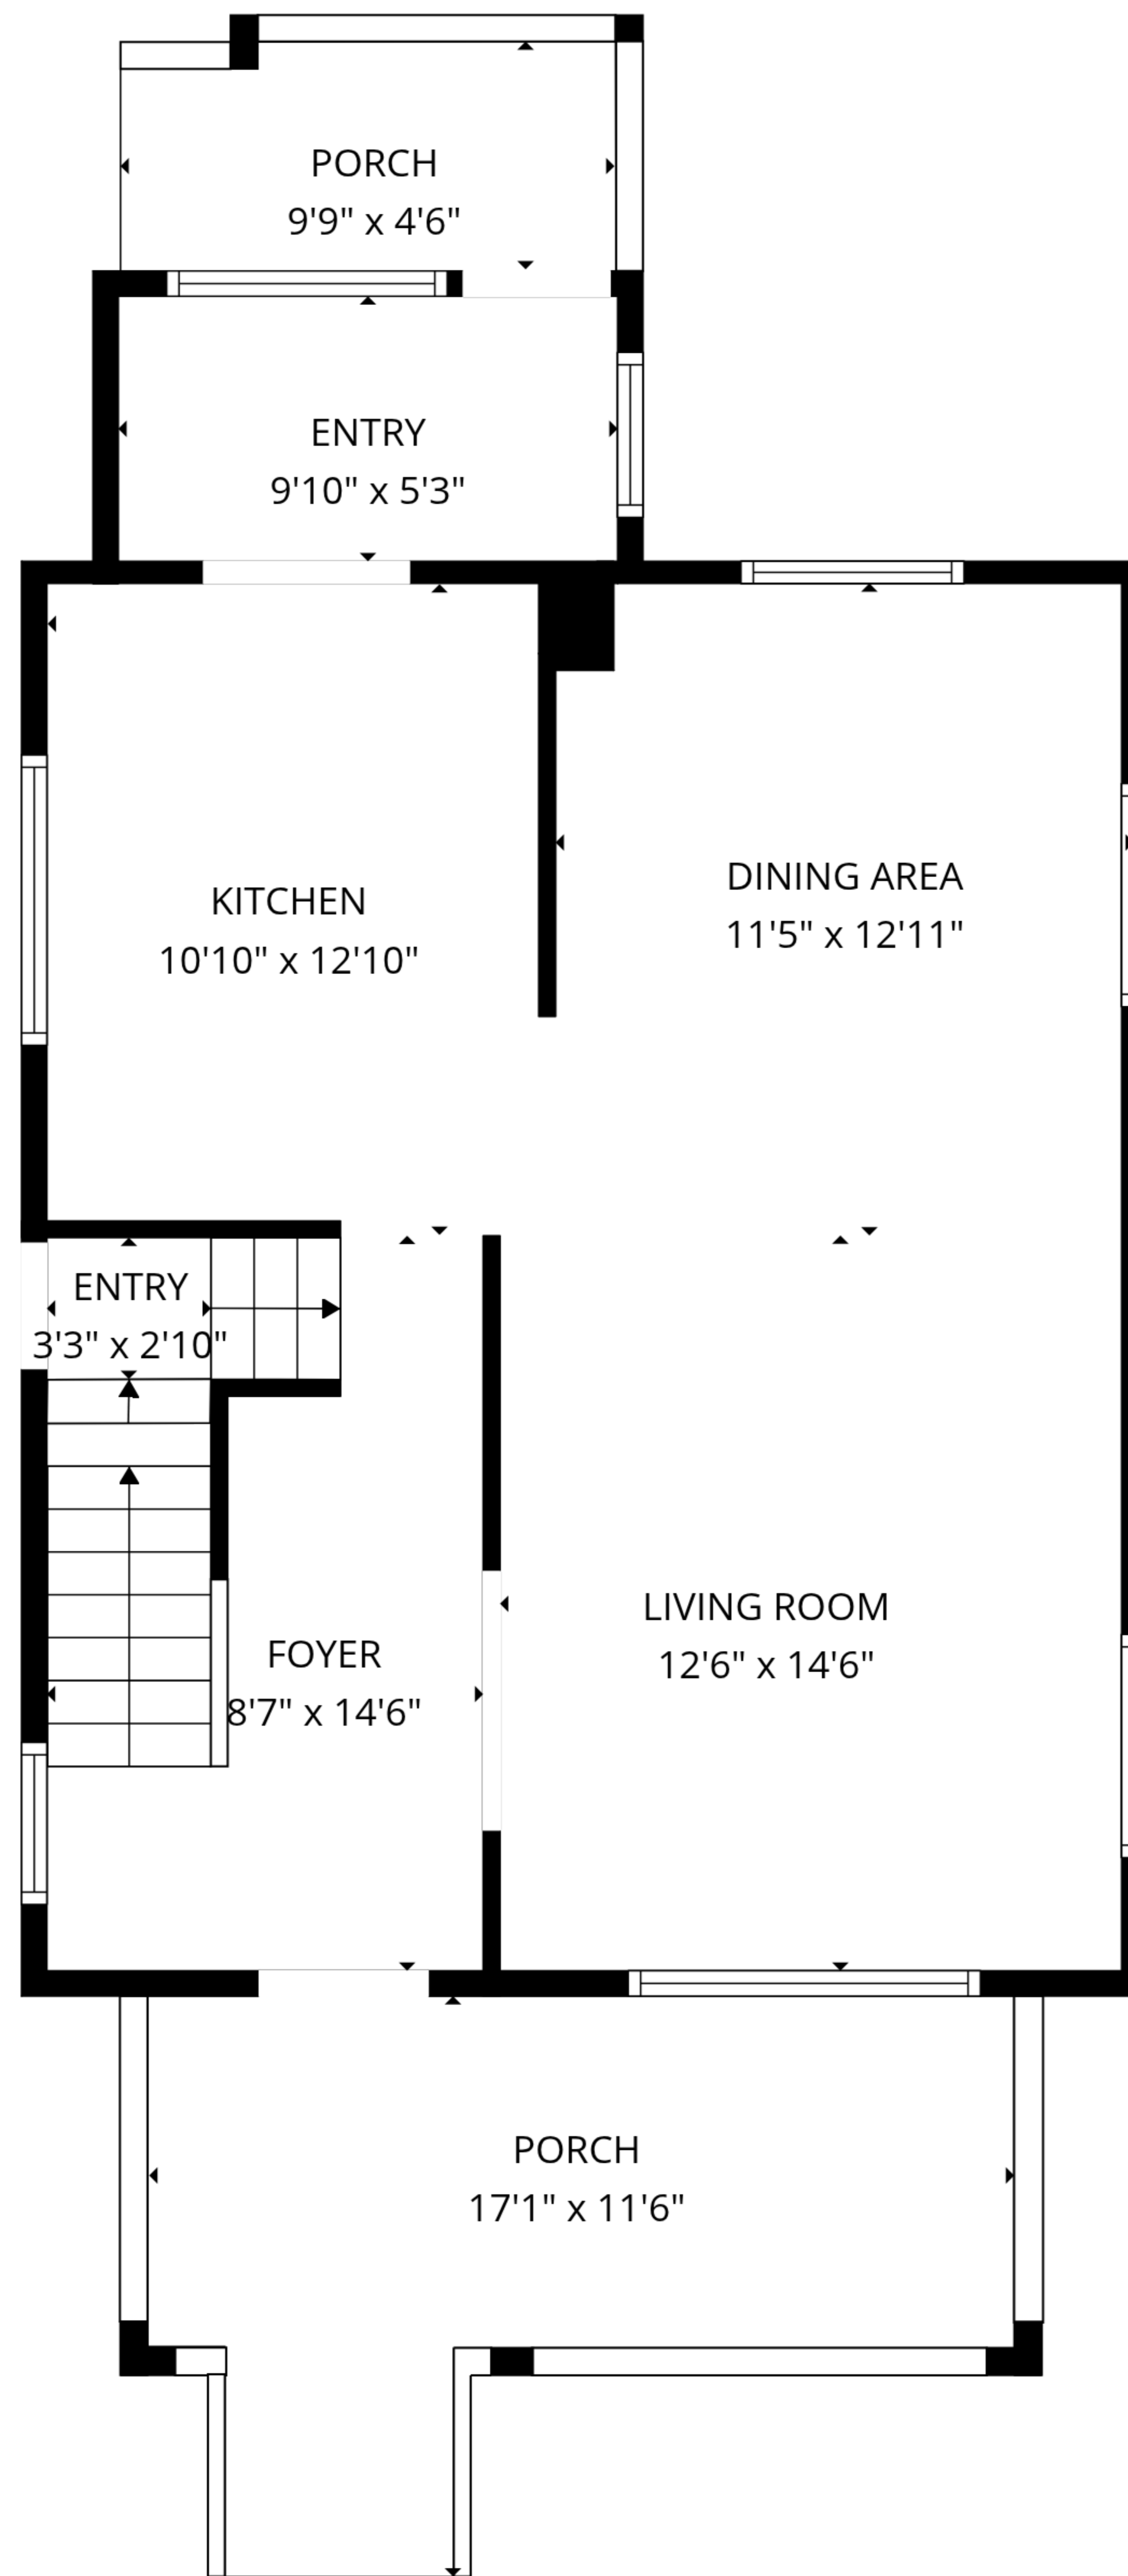 PORCH
9'9" x 4'6"
ENTRY
9'10" x 5'3"
KITCHEN
10'10" x 12'10"
DINING AREA
11'5" x 12'11"
ENTRY
3'3" x 2'10"
LIVING ROOM
12'6" x 14'6"
FOYER
8'7" x 14'6"
PORCH
17'1" x 11'6"